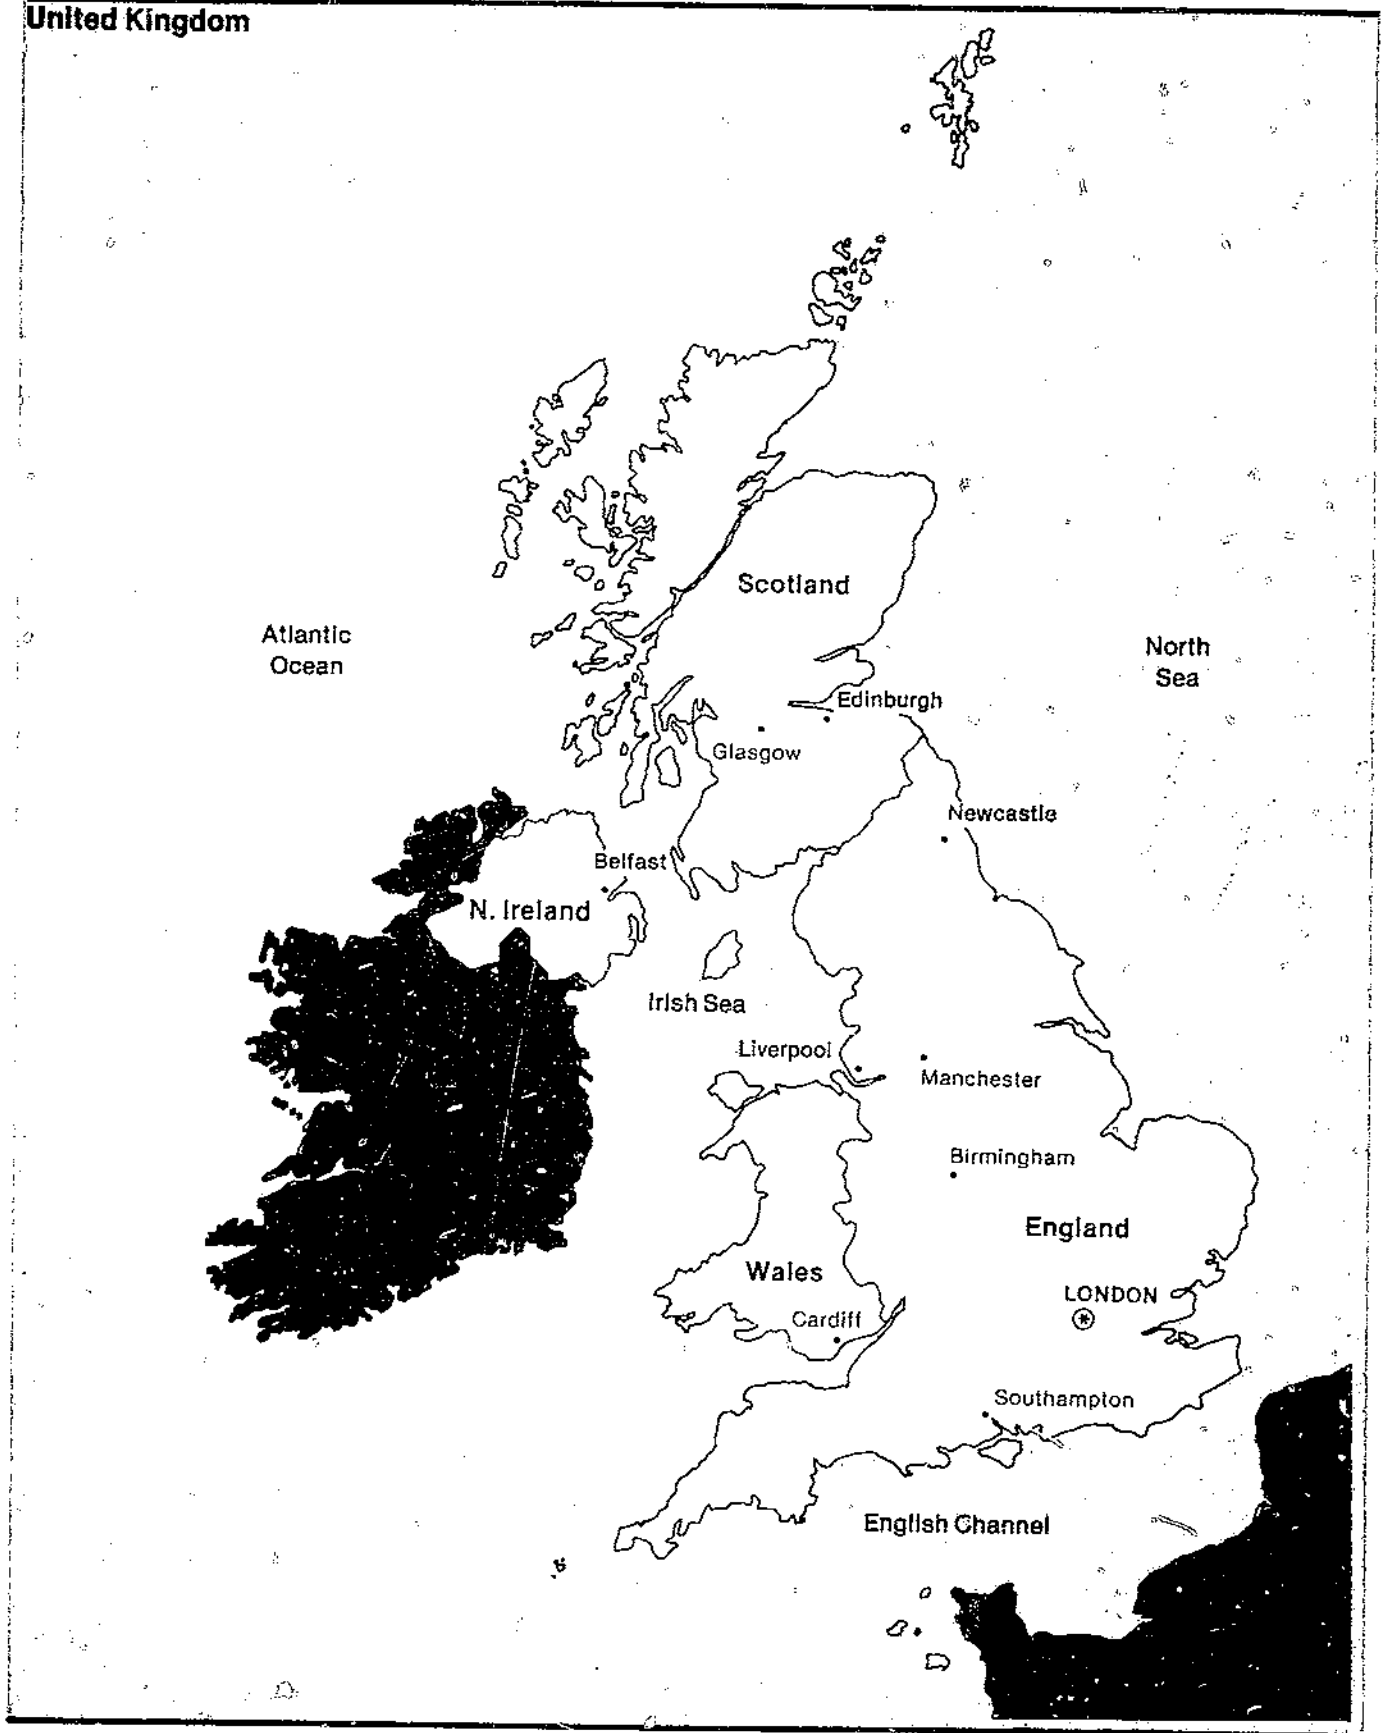 United Kingdom
Scotland
Atlantic
Ocean
North
Sea
Edinburgh
Glasgow
Newcastle
Belfast
N. Ireland
Irish Sea
Liverpool
Manchester
Birmingham
England
Wales
LONDON
Cardiff
Southampton
English Channel